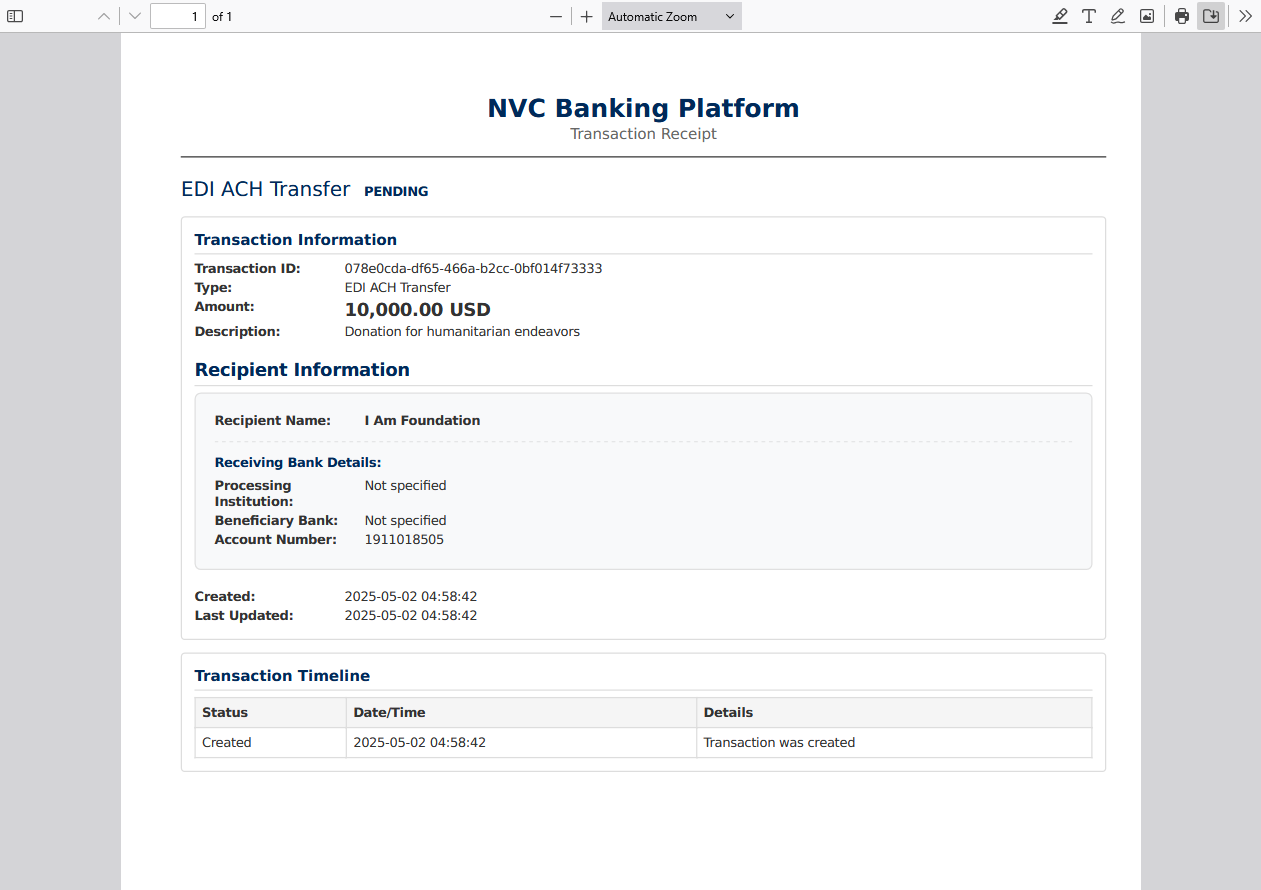 1 of 1 Automatic Zoom
NVC Banking Platform
Transaction Receipt
EDI ACH Transfer PENDING
Transaction Information
Transaction ID: 078e0cda-df65-466a-b2cc-0bf014f73333
Type: EDI ACH Transfer
Amount: 10,000.00 USD
Description: Donation for humanitarian endeavors
Recipient Information
Recipient Name: I Am Foundation
Receiving Bank Details:
Processing Institution: Not specified
Beneficiary Bank: Not specified
Account Number: 1911018505
Created: 2025-05-02 04:58:42
Last Updated: 2025-05-02 04:58:42
Transaction Timeline
Status Date/Time Details
Created 2025-05-02 04:58:42 Transaction was created